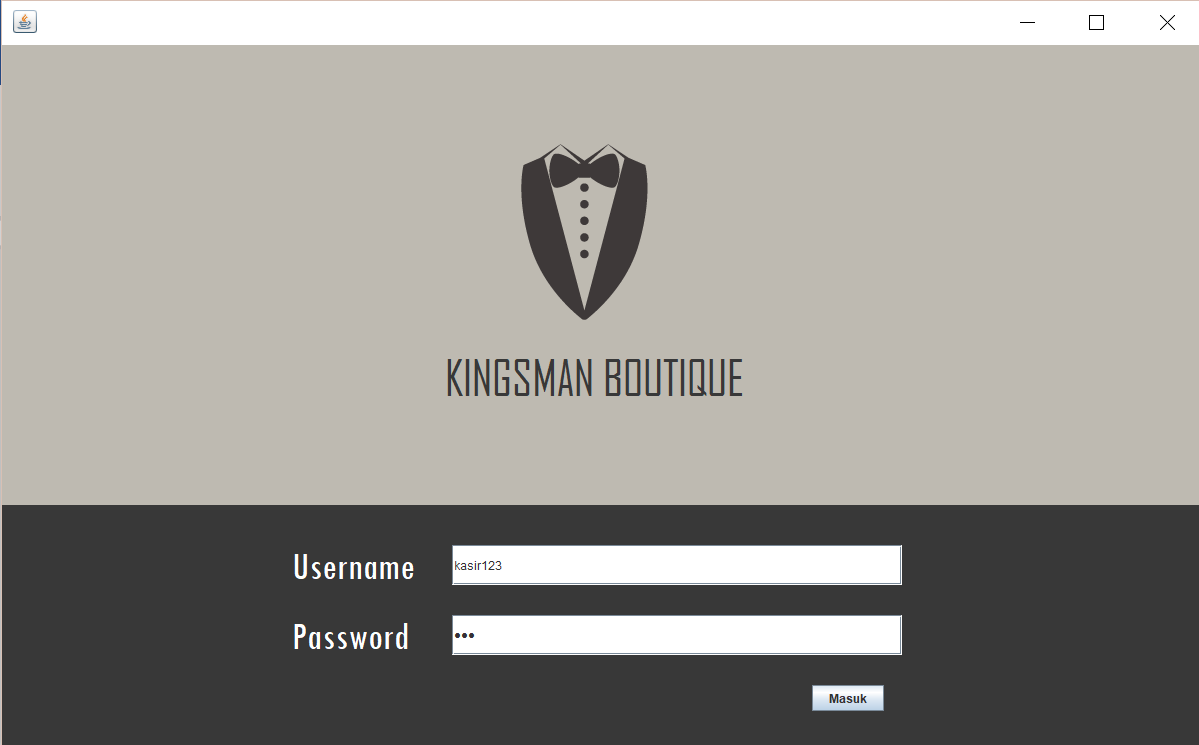 KINGSMAN BOUTIQUE
Username
kasir123
Password
•••
Masuk